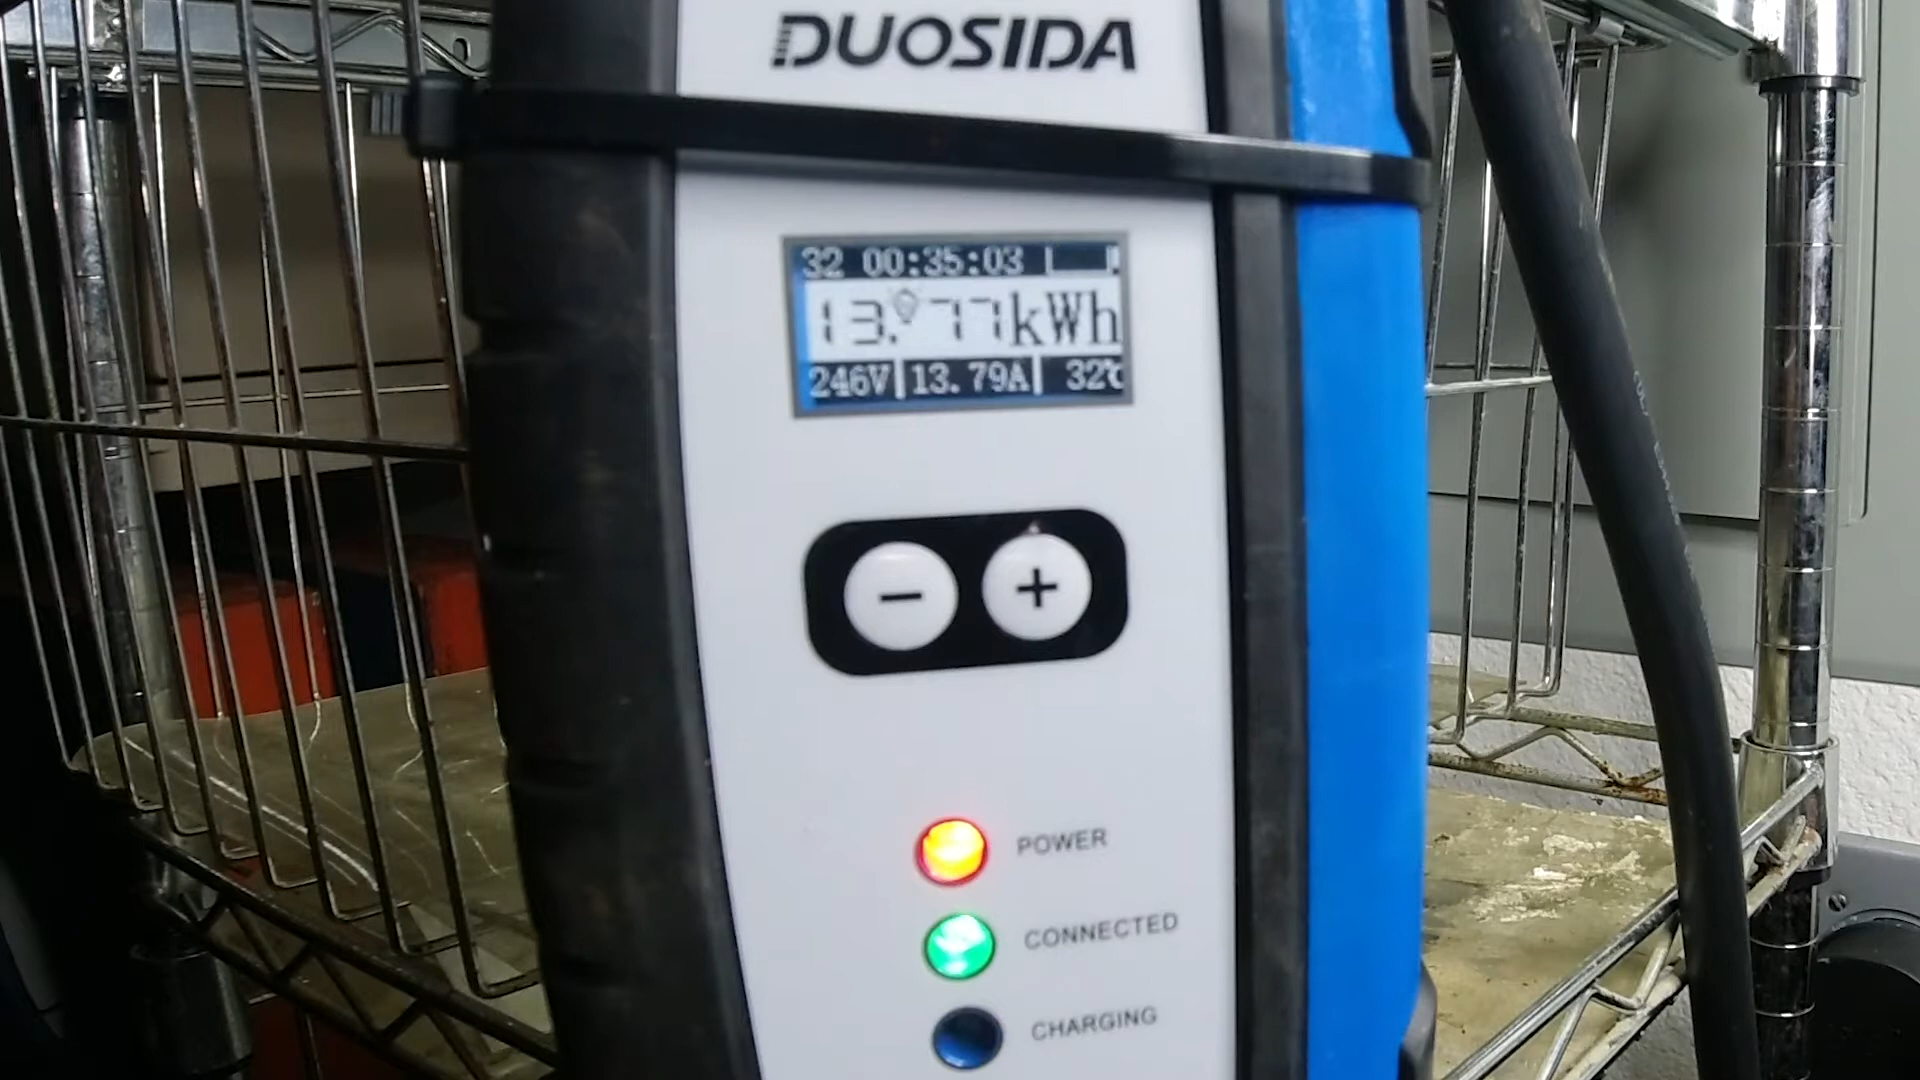 DUOSIDA
32 00:35:03
13.77kWh
246V 13.79A 32℃
− +
POWER
CONNECTED
CHARGING